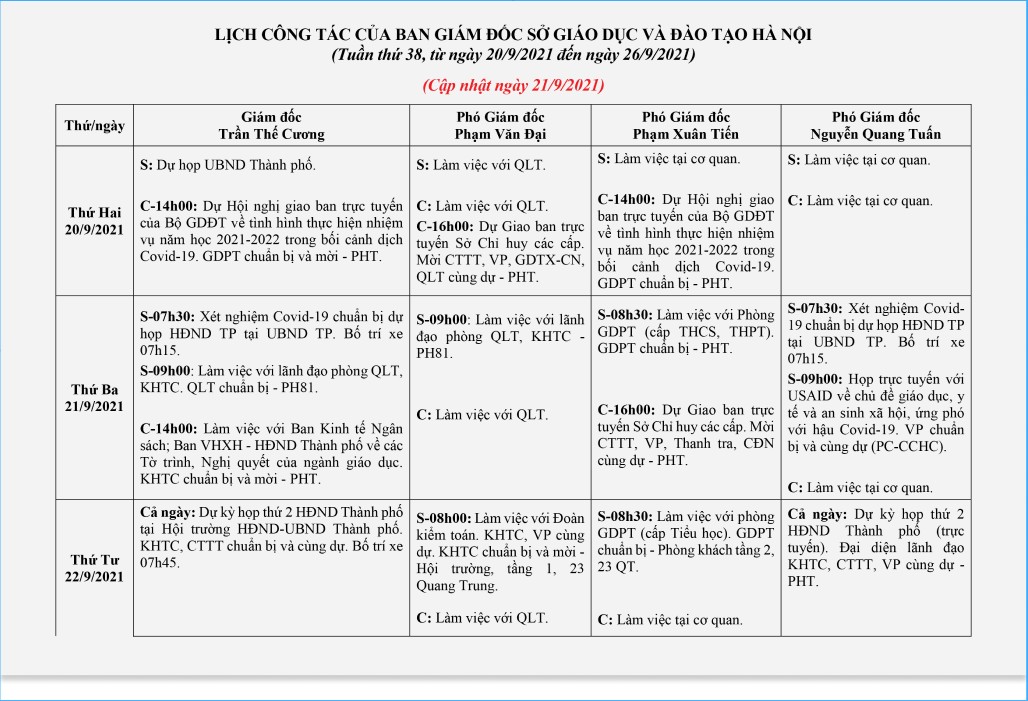 LỊCH CÔNG TÁC CỦA BAN GIÁM ĐỐC SỞ GIÁO DỤC VÀ ĐÀO TẠO HÀ NỘI
(Tuần thứ 38, từ ngày 20/9/2021 đến ngày 26/9/2021)
(Cập nhật ngày 21/9/2021)
Thứ/ngày
Giám đốc
Trần Thế Cương
Phó Giám đốc
Phạm Văn Đại
Phó Giám đốc
Phạm Xuân Tiến
Phó Giám đốc
Nguyễn Quang Tuấn
Thứ Hai
20/9/2021
S: Dự họp UBND Thành phố.
C-14h00: Dự Hội nghị giao ban trực tuyến
của Bộ GDĐT về tình hình thực hiện nhiệm
vụ năm học 2021-2022 trong bối cảnh dịch
Covid-19. GDPT chuẩn bị và mời - PHT.
S: Làm việc với QLT.
C: Làm việc với QLT.
C-16h00: Dự Giao ban trực
tuyến Sở Chỉ huy các cấp.
Mời CTTT, VP, GDTX-CN,
QLT cùng dự - PHT.
S: Làm việc tại cơ quan.
C-14h00: Dự Hội nghị giao
ban trực tuyến của Bộ GDĐT
về tình hình thực hiện nhiệm
vụ năm học 2021-2022 trong
bối cảnh dịch Covid-19.
GDPT chuẩn bị - PHT.
S: Làm việc tại cơ quan.
C: Làm việc tại cơ quan.
Thứ Ba
21/9/2021
S-07h30: Xét nghiệm Covid-19 chuẩn bị dự
họp HĐND TP tại UBND TP. Bố trí xe
07h15.
S-09h00: Làm việc với lãnh đạo phòng QLT,
KHTC. QLT chuẩn bị - PH81.
C-14h00: Làm việc với Ban Kinh tế Ngân
sách; Ban VHXH - HĐND Thành phố về các
Tờ trình, Nghị quyết của ngành giáo dục.
KHTC chuẩn bị và mời - PHT.
S-09h00: Làm việc với lãnh
đạo phòng QLT, KHTC -
PH81.
C: Làm việc với QLT.
S-08h30: Làm việc với Phòng
GDPT (cấp THCS, THPT).
GDPT chuẩn bị - PHT.
C-16h00: Dự Giao ban trực
tuyến Sở Chỉ huy các cấp. Mời
CTTT, VP, Thanh tra, CĐN
cùng dự - PHT.
S-07h30: Xét nghiệm Covid-
19 chuẩn bị dự họp HĐND TP
tại UBND TP. Bố trí xe
07h15.
S-09h00: Họp trực tuyến với
USAID về chủ đề giáo dục, y
tế và an sinh xã hội, ứng phó
với hậu Covid-19. VP chuẩn
bị và cùng dự (PC-CCHC).
C: Làm việc tại cơ quan.
Thứ Tư
22/9/2021
Cả ngày: Dự kỳ họp thứ 2 HĐND Thành phố
tại Hội trường HĐND-UBND Thành phố.
KHTC, CTTT chuẩn bị và cùng dự. Bố trí xe
07h45.
S-08h00: Làm việc với Đoàn
kiểm toán. KHTC, VP cùng
dự. KHTC chuẩn bị và mời -
Hội trường, tầng 1, 23
Quang Trung.
C: Làm việc với QLT.
S-08h30: Làm việc với phòng
GDPT (cấp Tiểu học). GDPT
chuẩn bị - Phòng khách tầng 2,
23 QT.
C: Làm việc tại cơ quan.
Cả ngày: Dự kỳ họp thứ 2
HĐND Thành phố (trực
tuyến). Đại diện lãnh đạo
KHTC, CTTT, VP cùng dự -
PHT.